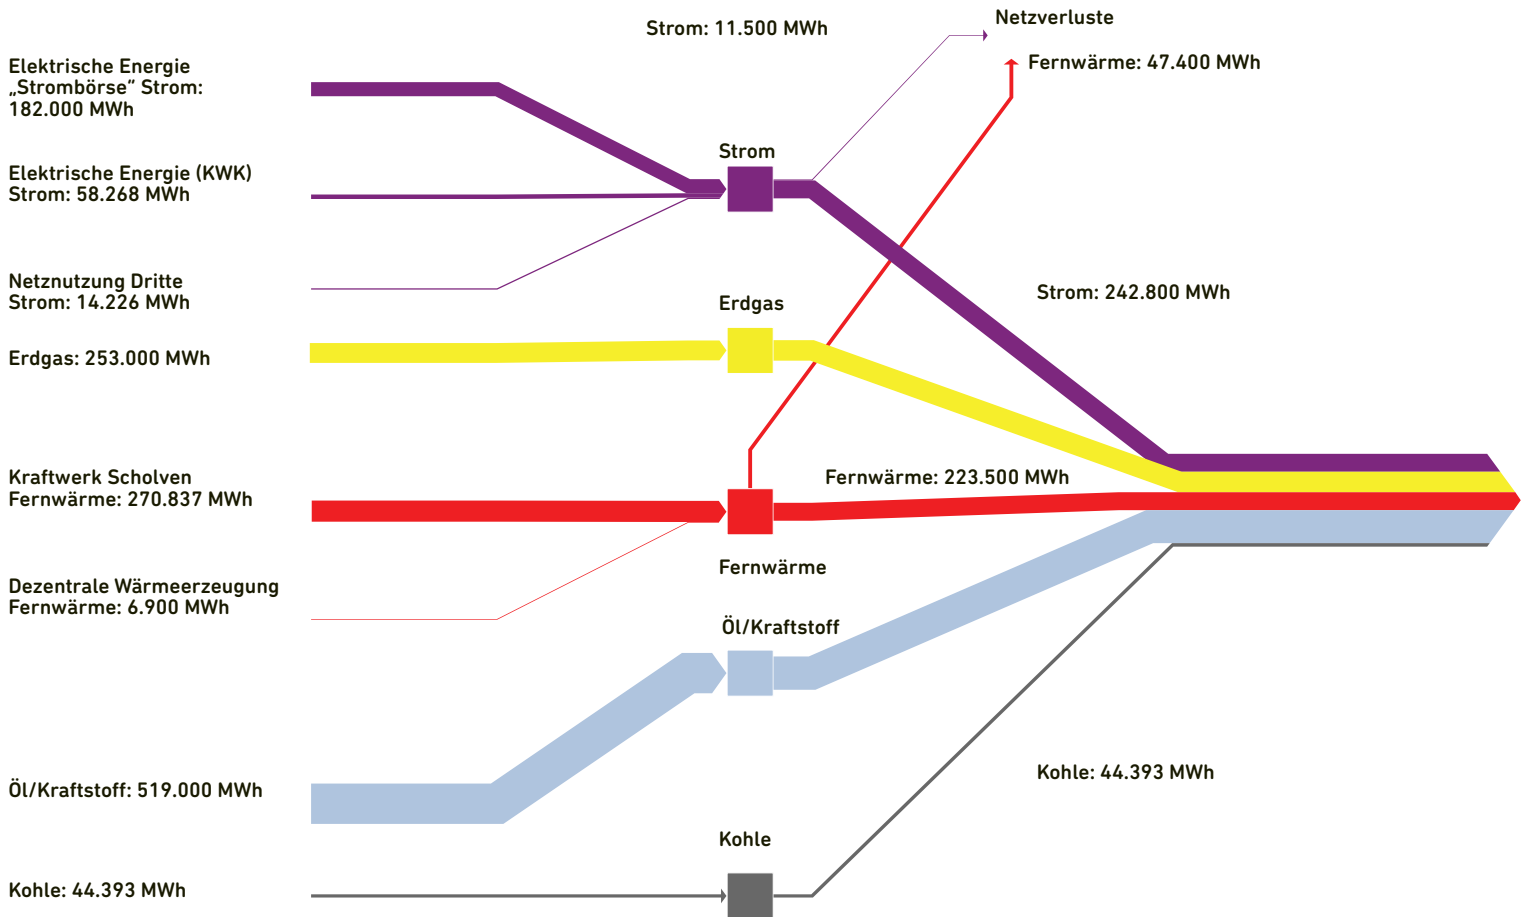 Netzverluste
Strom: 11.500 MWh
Fernwärme: 47.400 MWh
Elektrische Energie
„Strombörse“ Strom:
182.000 MWh
Strom
Elektrische Energie (KWK)
Strom: 58.268 MWh
Netznutzung Dritte
Strom: 14.226 MWh
Strom: 242.800 MWh
Erdgas
Erdgas: 253.000 MWh
Kraftwerk Scholven
Fernwärme: 270.837 MWh
Fernwärme: 223.500 MWh
Fernwärme
Dezentrale Wärmeerzeugung
Fernwärme: 6.900 MWh
Öl/Kraftstoff
Öl/Kraftstoff: 519.000 MWh
Kohle: 44.393 MWh
Kohle
Kohle: 44.393 MWh